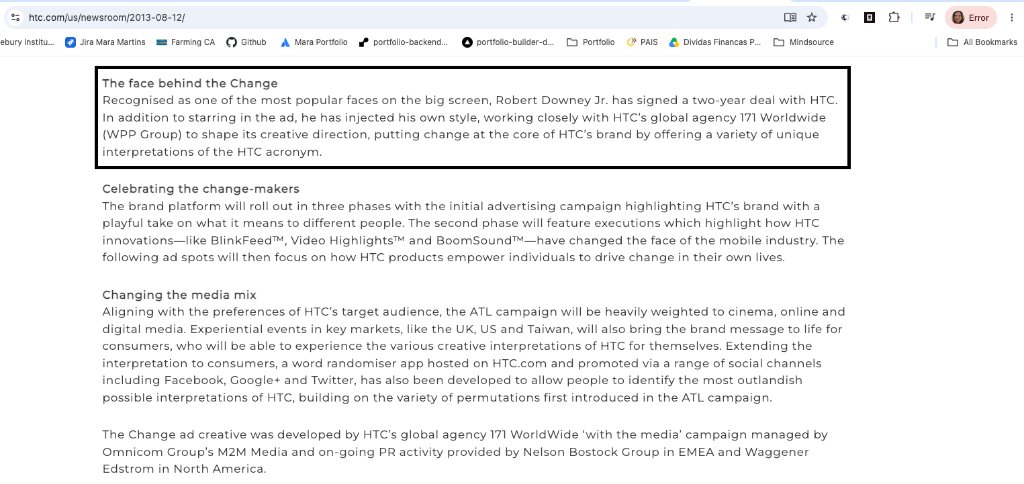 htc.com/us/newsroom/2013-08-12/
Error
ebury Institu...
Jira Mara Martins
Farming CA
Github
Mara Portfolio
portfolio-backend...
portfolio-builder-d...
Portfolio
PAIS
Dividas Financas P...
Mindsource
All Bookmarks
The face behind the Change
Recognised as one of the most popular faces on the big screen, Robert Downey Jr. has signed a two-year deal with HTC.
In addition to starring in the ad, he has injected his own style, working closely with HTC's global agency 171 Worldwide
(WPP Group) to shape its creative direction, putting change at the core of HTC's brand by offering a variety of unique
interpretations of the HTC acronym.
Celebrating the change-makers
The brand platform will roll out in three phases with the initial advertising campaign highlighting HTC's brand with a
playful take on what it means to different people. The second phase will feature executions which highlight how HTC
innovations—like BlinkFeed™, Video Highlights™ and BoomSound™—have changed the face of the mobile industry. The
following ad spots will then focus on how HTC products empower individuals to drive change in their own lives.
Changing the media mix
Aligning with the preferences of HTC's target audience, the ATL campaign will be heavily weighted to cinema, online and
digital media. Experiential events in key markets, like the UK, US and Taiwan, will also bring the brand message to life for
consumers, who will be able to experience the various creative interpretations of HTC for themselves. Extending the
interpretation to consumers, a word randomiser app hosted on HTC.com and promoted via a range of social channels
including Facebook, Google+ and Twitter, has also been developed to allow people to identify the most outlandish
possible interpretations of HTC, building on the variety of permutations first introduced in the ATL campaign.
The Change ad creative was developed by HTC's global agency 171 WorldWide 'with the media' campaign managed by
Omnicom Group's M2M Media and on-going PR activity provided by Nelson Bostock Group in EMEA and Waggener
Edstrom in North America.